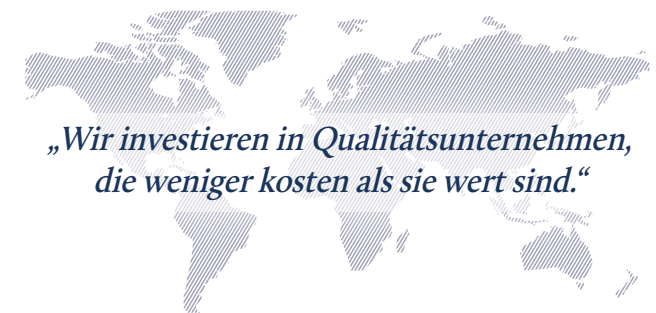 „Wir investieren in Qualitätsunternehmen,
die weniger kosten als sie wert sind.“